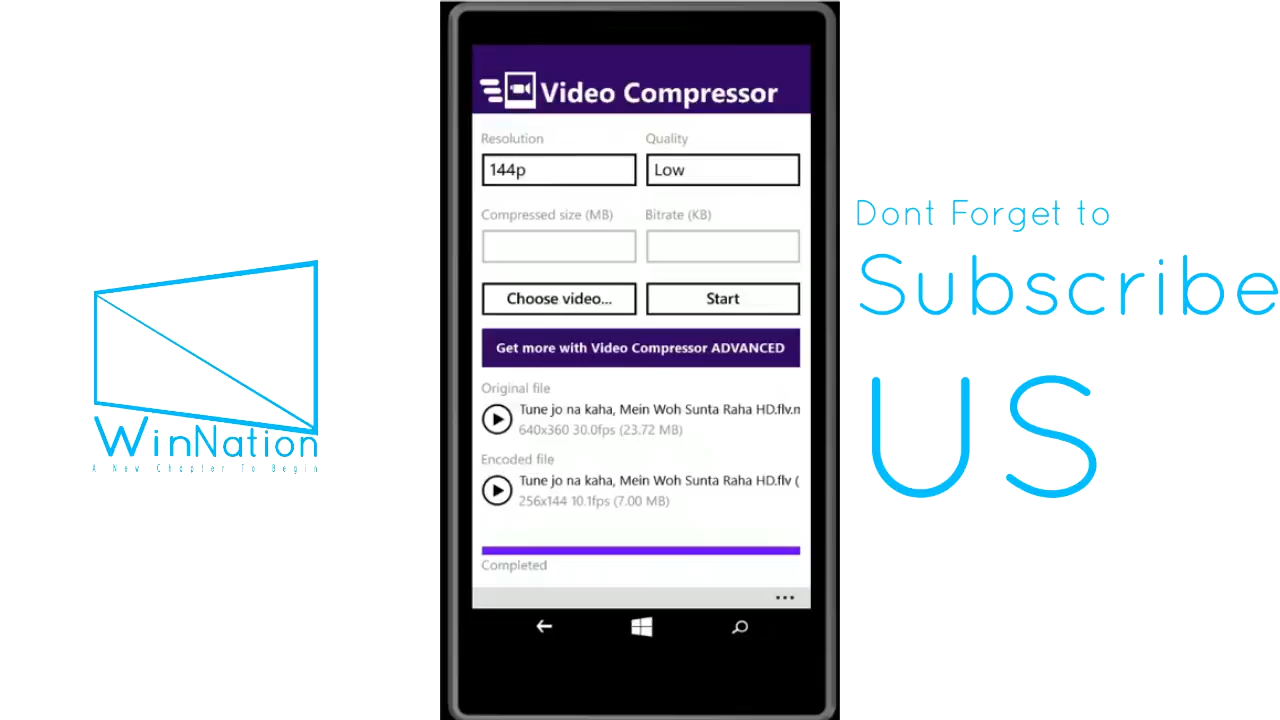 Video Compressor
Resolution
Quality
144p
Low
Compressed size (MB)
Bitrate (KB)
Choose video...
Start
Get more with Video Compressor ADVANCED
Original file
Tune jo na kaha, Mein Woh Sunta Raha HD.flv.m
640x360 30.0fps (23.72 MB)
Encoded file
Tune jo na kaha, Mein Woh Sunta Raha HD.flv (
256x144 10.1fps (7.00 MB)
Completed
WinNation
A New Chapter To Begin
Dont Forget to
Subscribe
US